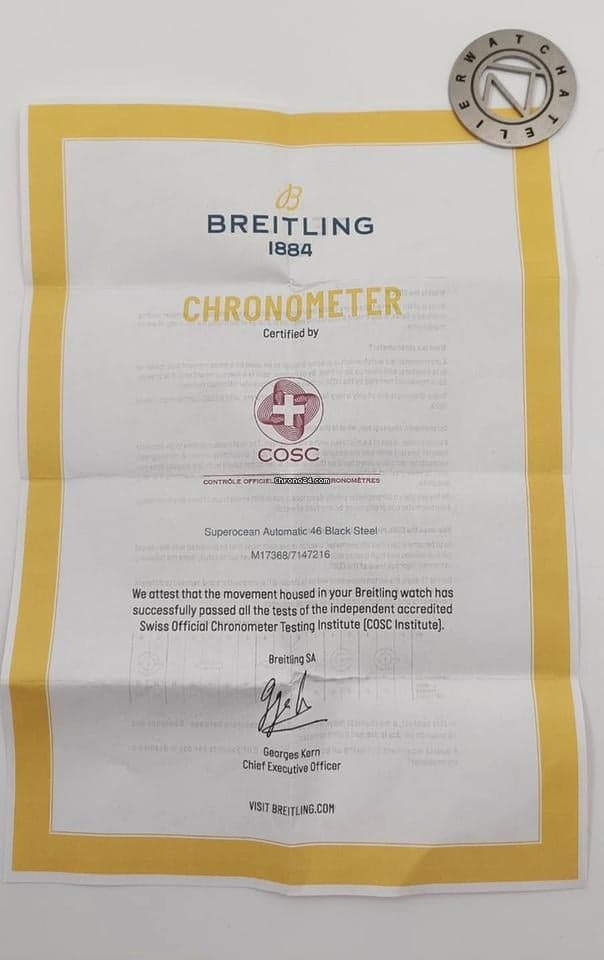 WATCHATELIER
BREITLING
1884
CHRONOMETER
Certified by
COSC
CONTRÔLE OFFICIEL
Chrono24.com
RONOMÈTRES
Superocean Automatic 46 Black Steel
M17368/7147216
We attest that the movement housed in your Breitling watch has
successfully passed all the tests of the independent accredited
Swiss Official Chronometer Testing Institute (COSC Institute).
Breitling SA
Georges Kern
Chief Executive Officer
VISIT BREITLING.COM